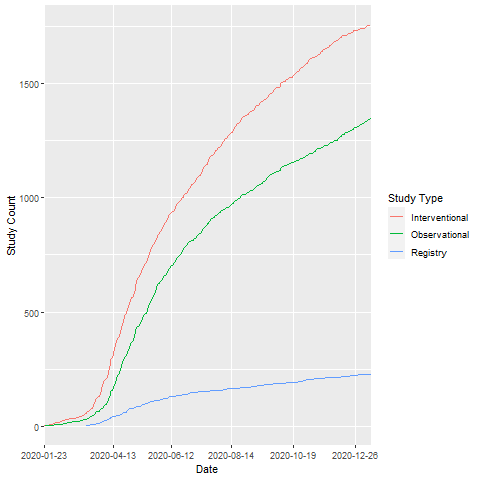 Study Count
1500
1000
500
0
2020-01-23 2020-04-13 2020-06-12 2020-08-14 2020-10-19 2020-12-26
Date
Study Type
Interventional
Observational
Registry